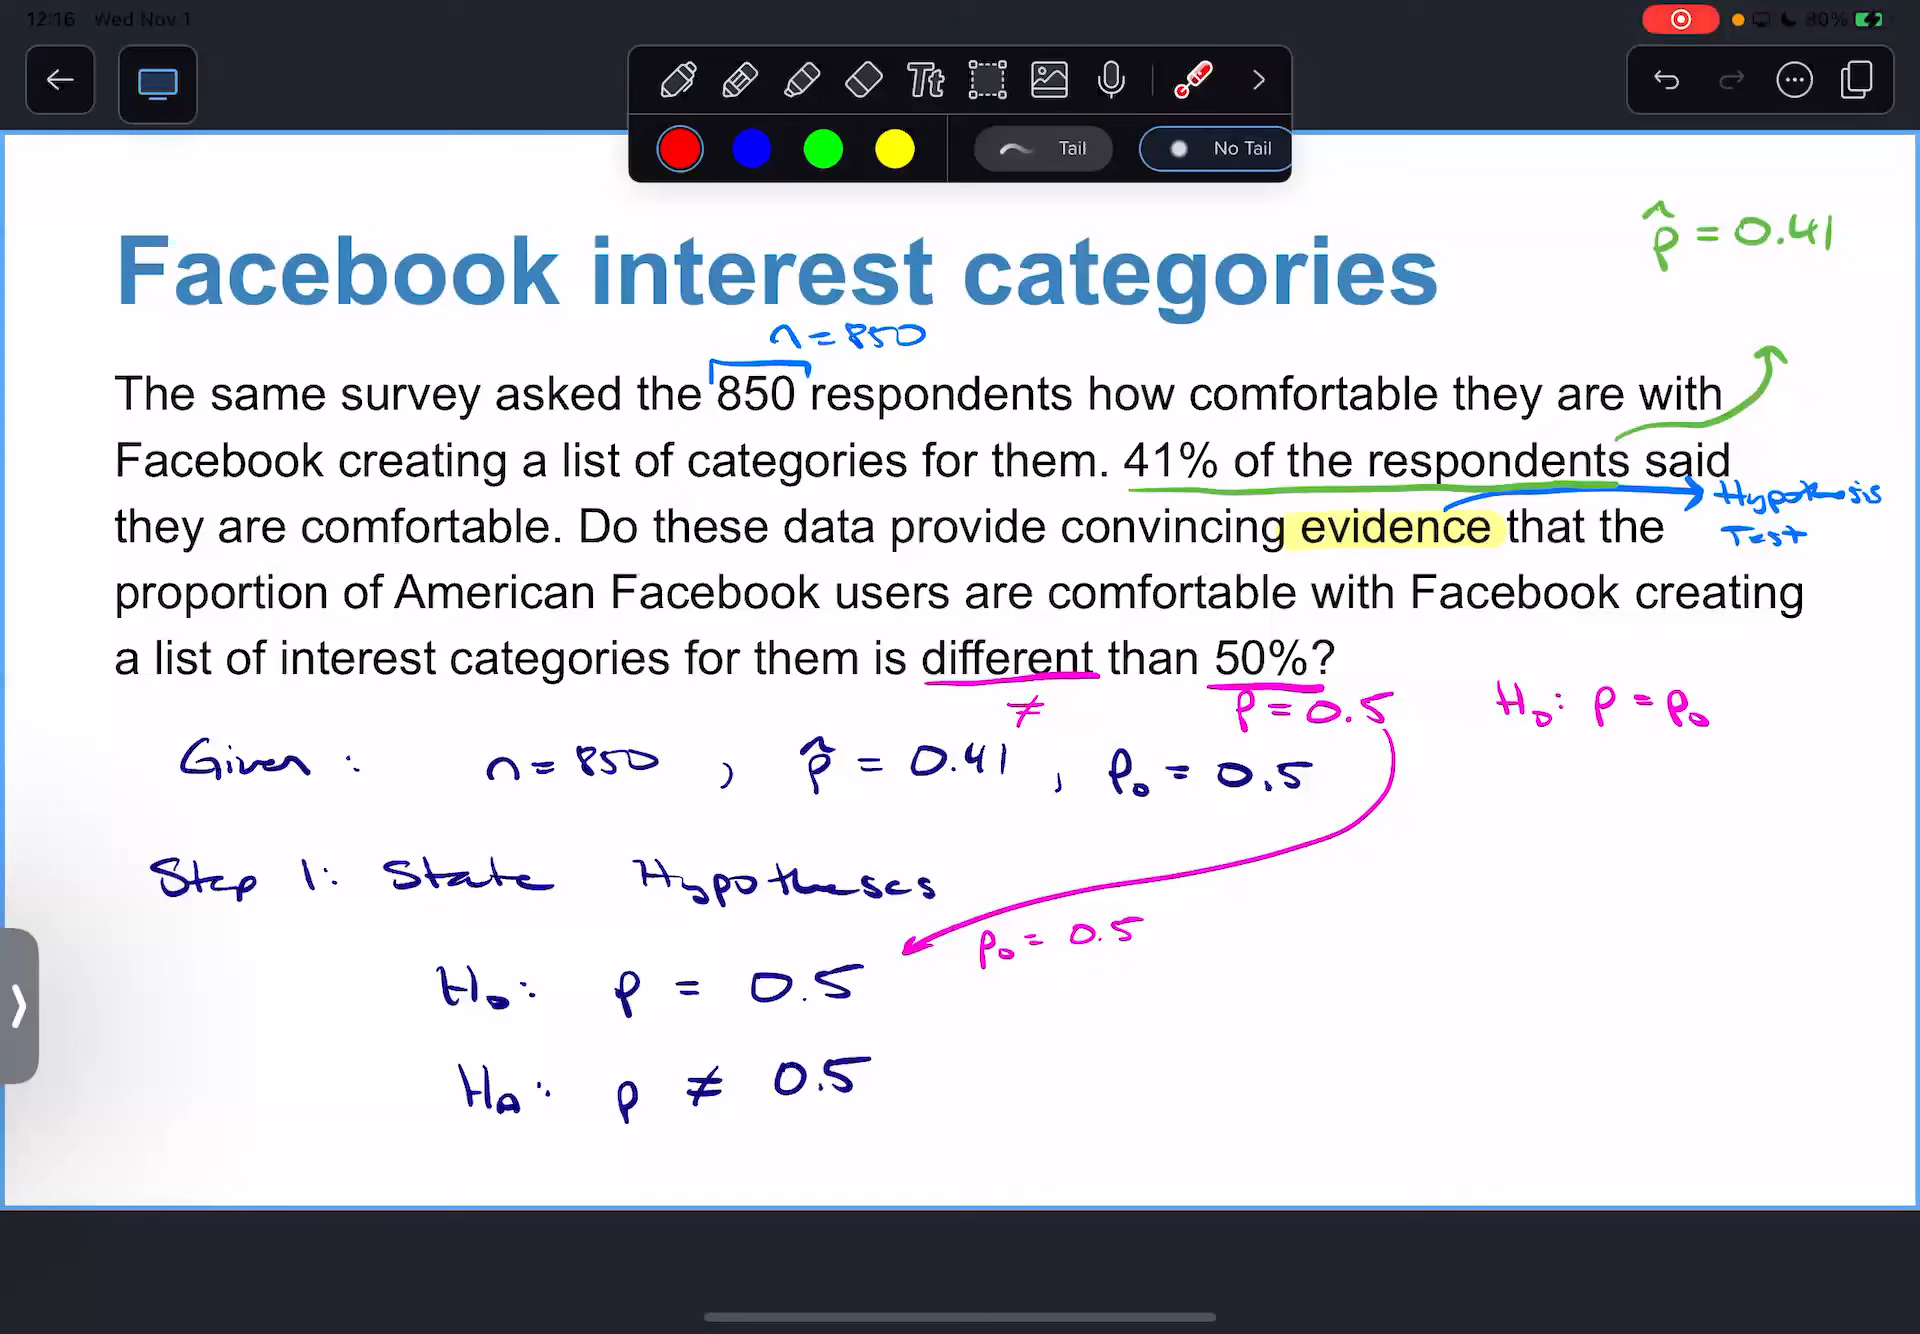 12:16 Wed Nov 1
80%
Tt
Tail
No Tail
p̂ = 0.41
Facebook interest categories
n = 850
The same survey asked the 850 respondents how comfortable they are with
Facebook creating a list of categories for them. 41% of the respondents said
Hypothesis
they are comfortable. Do these data provide convincing evidence that the
Test
proportion of American Facebook users are comfortable with Facebook creating
a list of interest categories for them is different than 50%?
≠
p = 0.5
H₀: p = p₀
Given: n = 850, p̂ = 0.41, p₀ = 0.5
Step 1: State Hypotheses
p₀ = 0.5
H₀: p = 0.5
HA: p ≠ 0.5